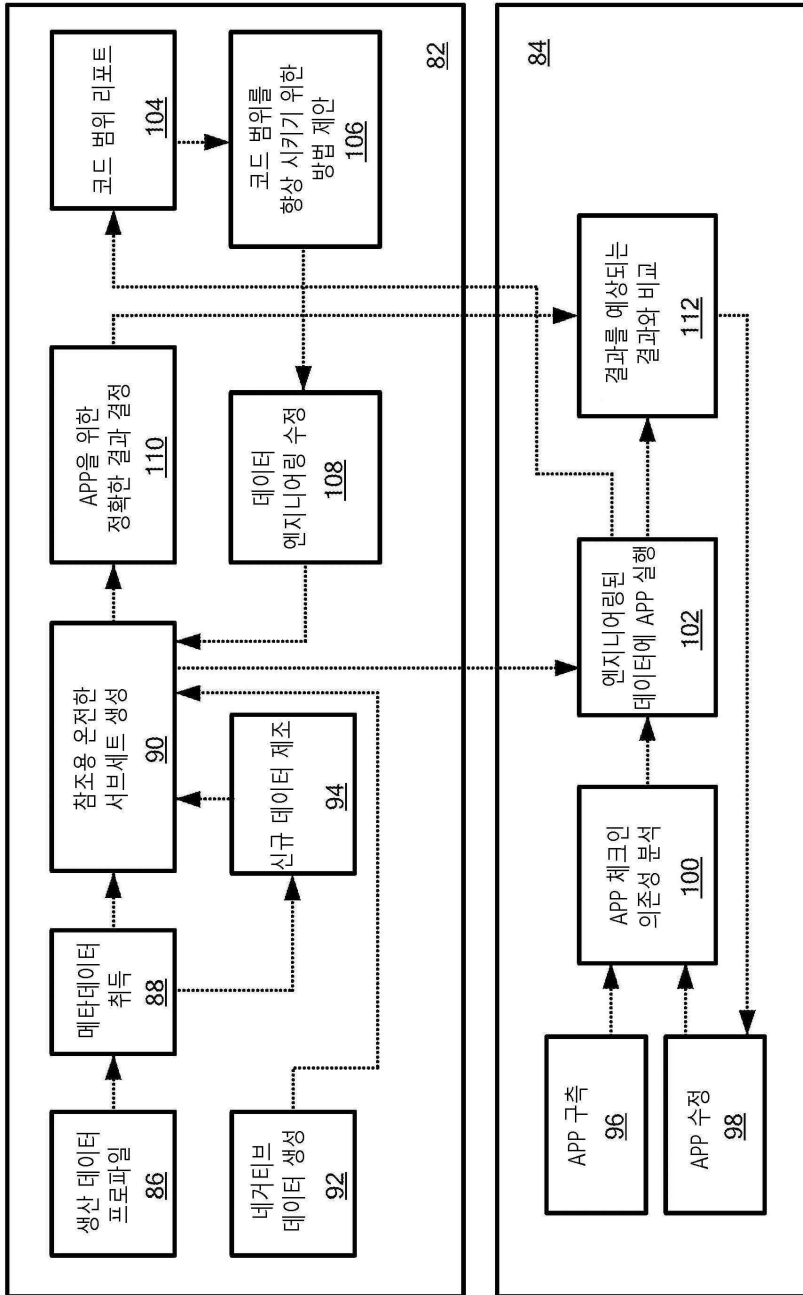 생산 데이터
프로파일
86
메타데이터
취득
88
참조용 온전한
서브세트 생성
90
APP을 위한
정확한 결과 결정
110
코드 범위 리포트
104
네거티브
데이터 생성
92
신규 데이터 제조
94
데이터
엔지니어링 수정
108
코드 범위를
향상 시키기 위한
방법 제안
106
82
84
APP 구축
96
APP 수정
98
APP 체크인
의존성 분석
100
엔지니어링된
데이터에 APP 실행
102
결과를 예상되는
결과와 비교
112